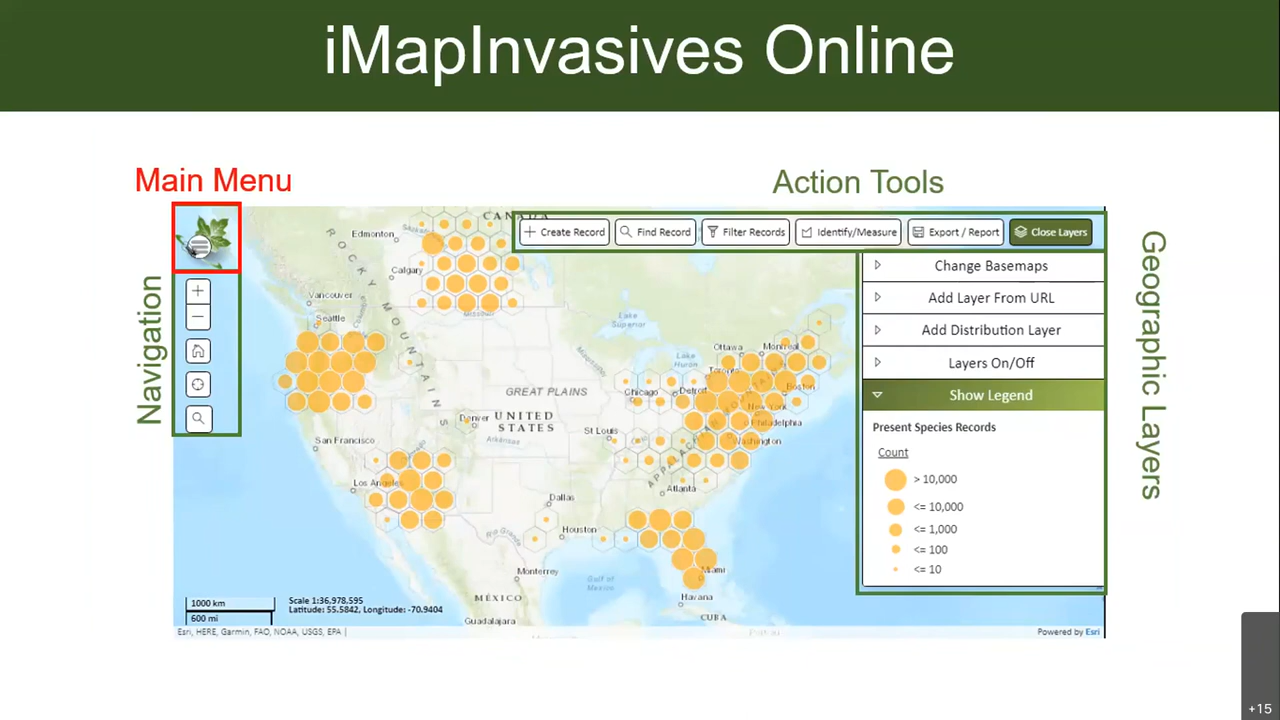 iMapInvasives Online
Main Menu
Action Tools
Navigation
Geographic Layers
Create Record
Find Record
Filter Records
Identify/Measure
Export / Report
Close Layers
Change Basemaps
Add Layer From URL
Add Distribution Layer
Layers On/Off
Show Legend
Present Species Records
Count
> 10,000
<= 10,000
<= 1,000
<= 100
<= 10
CANADA
Edmonton
Calgary
Vancouver
Seattle
ROCKY MOUNTAINS
Missouri
Lake
Superior
Ottawa
Montreal
Lake
Huron
Toronto
Chicago
Detroit
Boston
GREAT PLAINS
New York
Philadelphia
Denver
UNITED
STATES
St Louis
Washington
Arkansas
San Francisco
Los Angeles
Atlanta
Dallas
Houston
Rio Grande
Monterrey
Gulf of
Mexico
Miami
Havana
MÉXICO
CUBA
Guadalajara
1000 km
600 mi
Scale 1:36,978,595
Latitude: 55.5842, Longitude: -70.9404
Esri, HERE, Garmin, FAO, NOAA, USGS, EPA |
Powered by Esri
+15